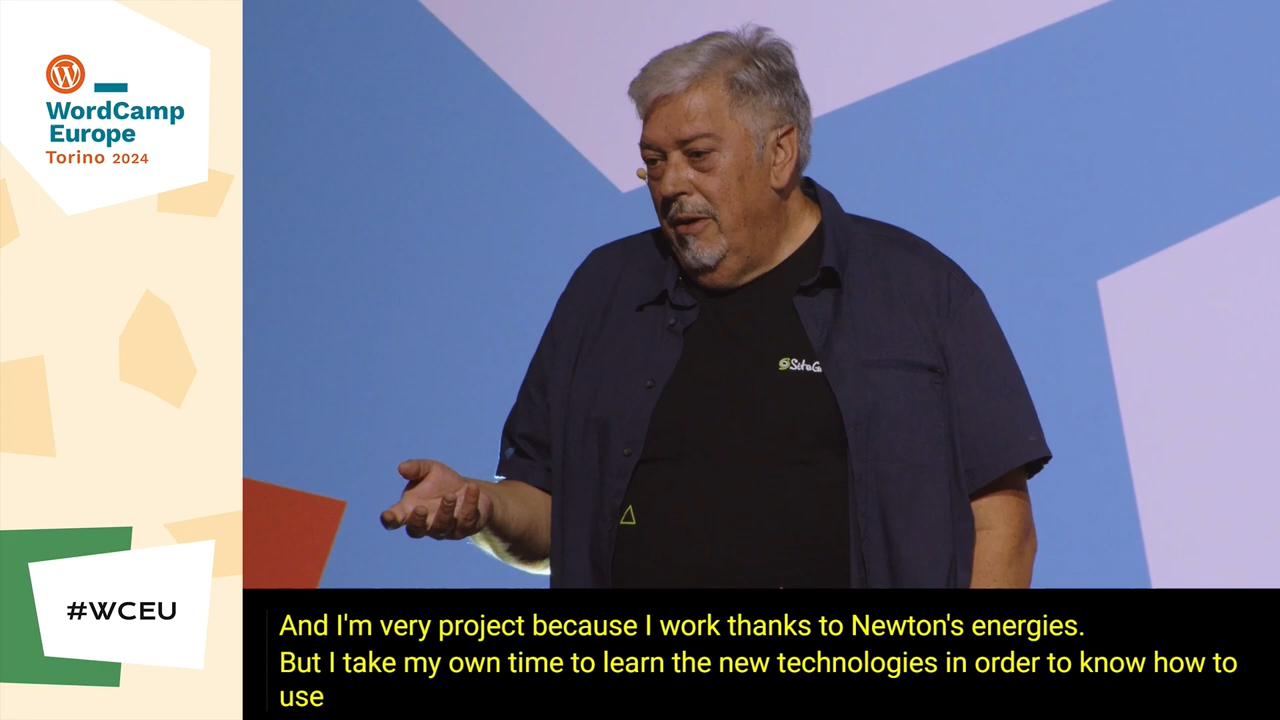 WordCamp
Europe
Torino 2024
SiteG
#WCEU
And I'm very project because I work thanks to Newton's energies.
But I take my own time to learn the new technologies in order to know how to
use